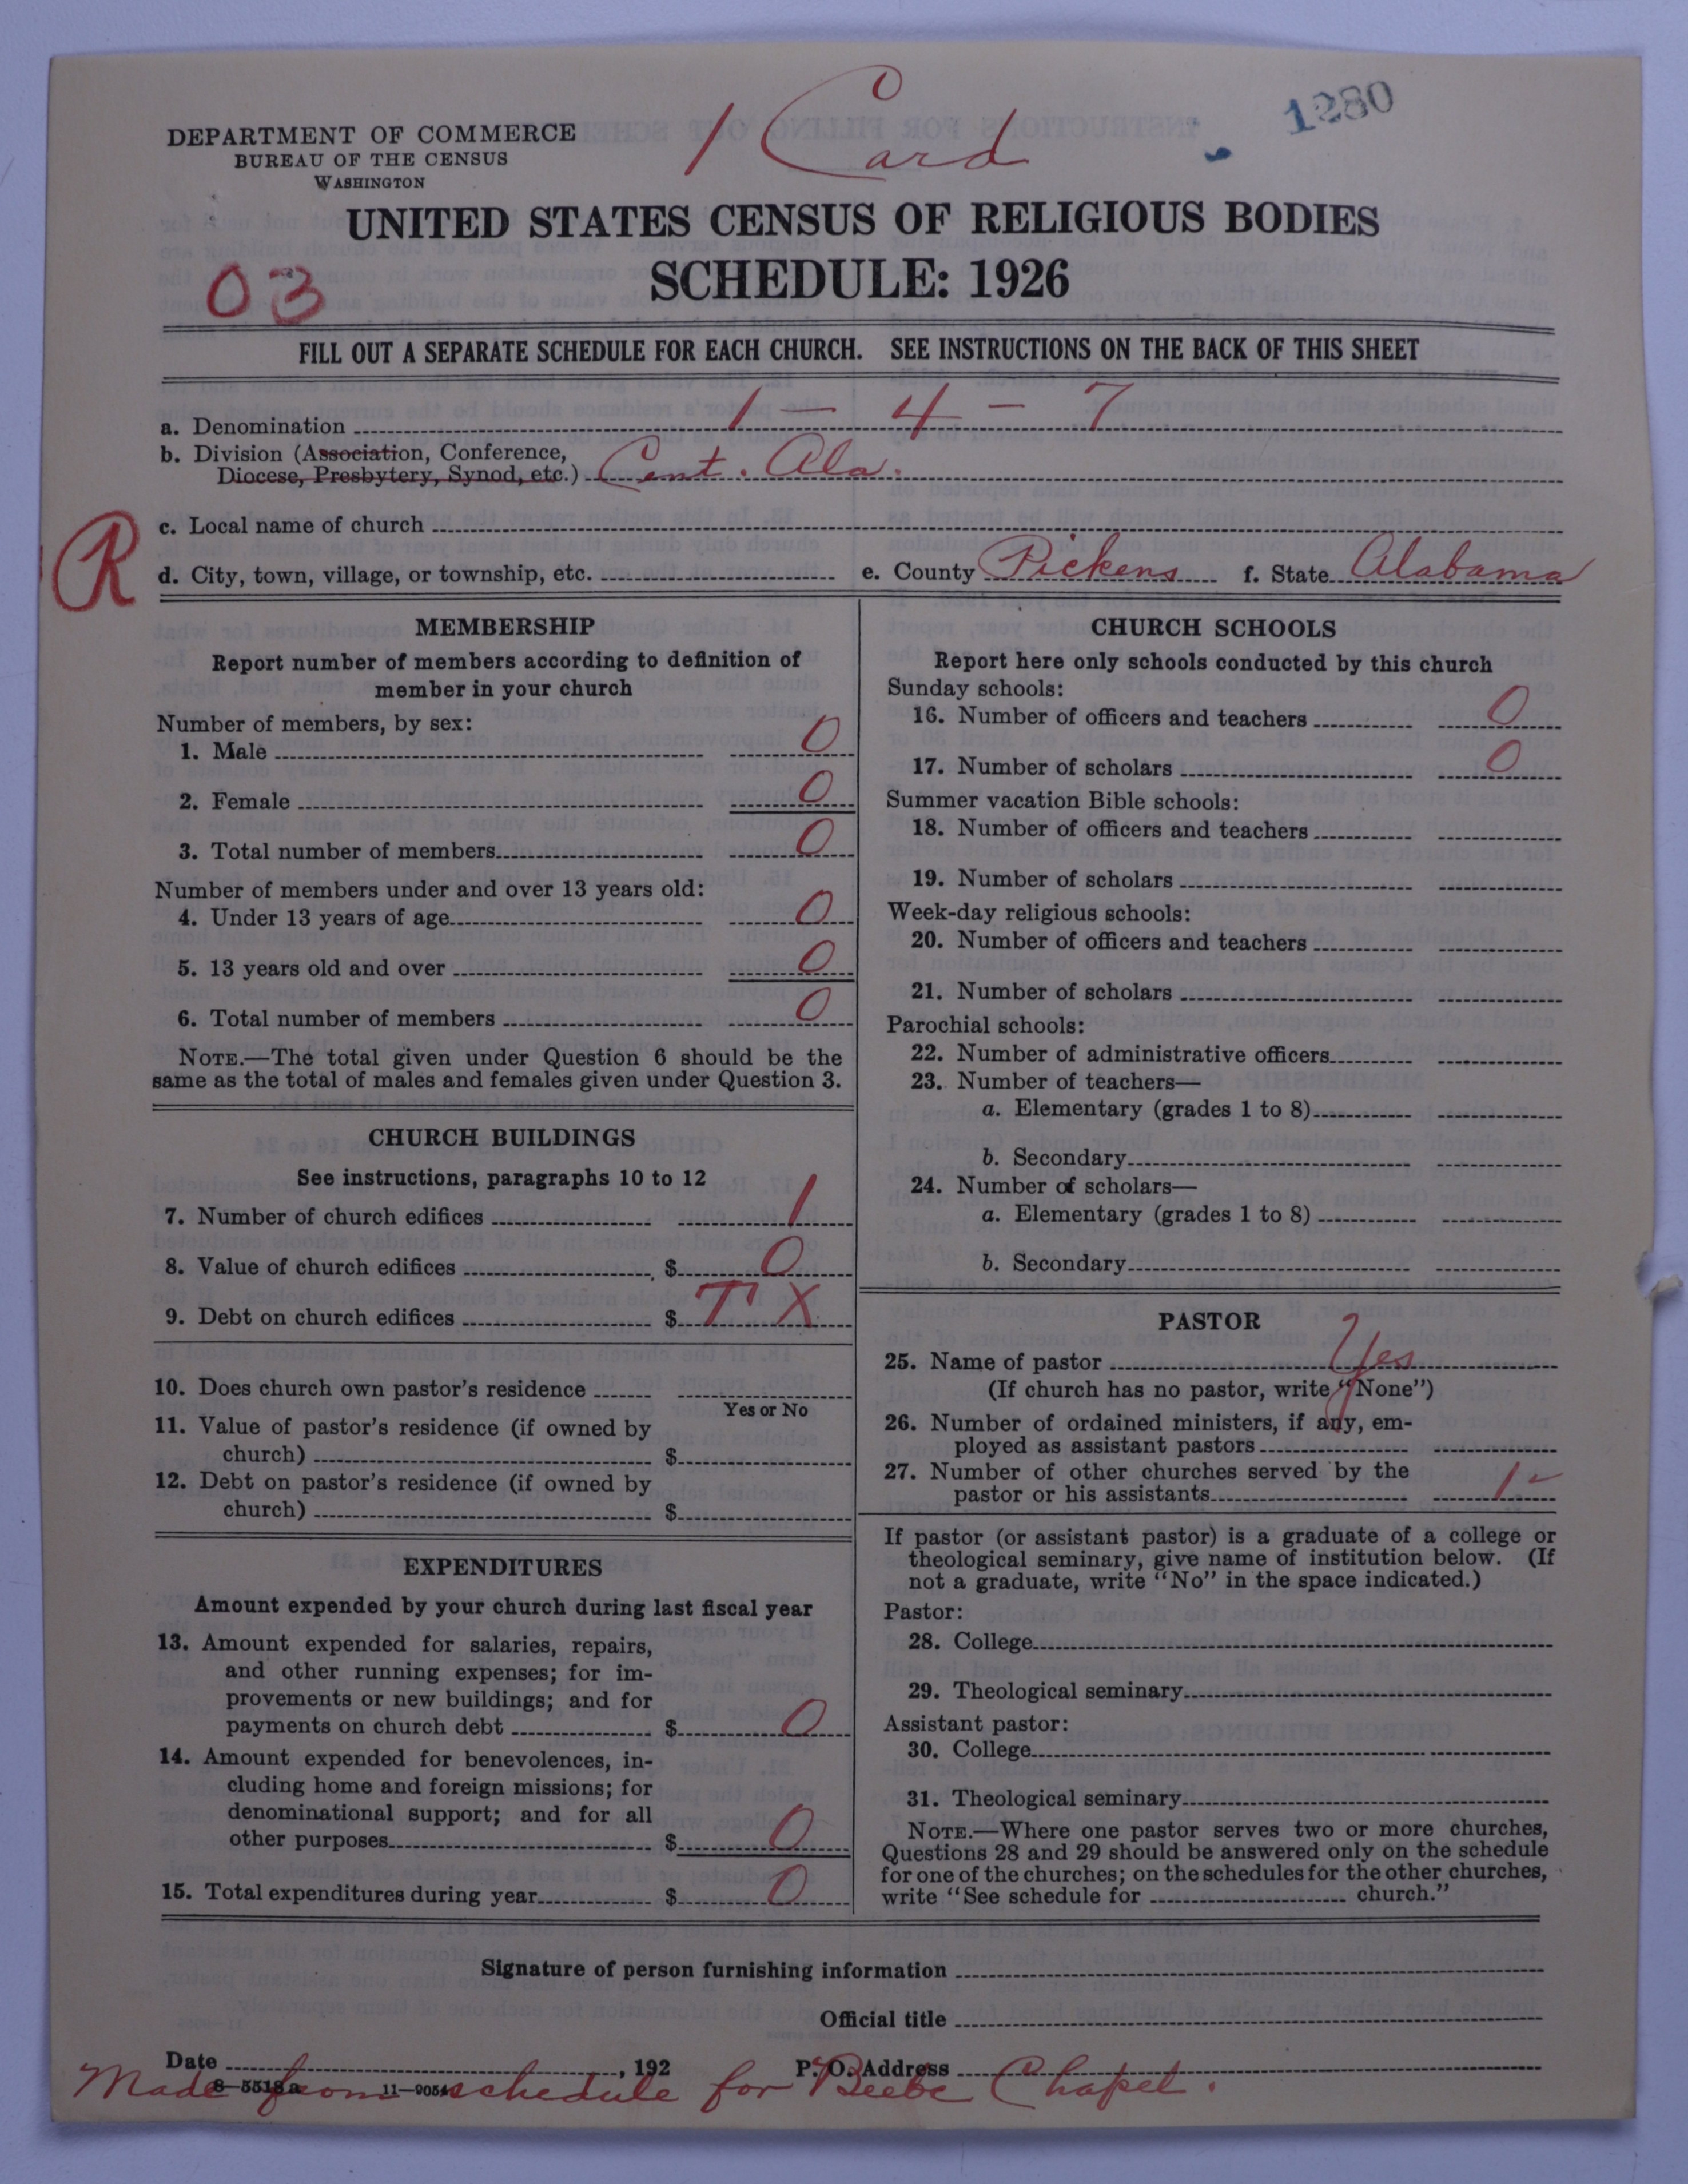 1 Card
1280
DEPARTMENT OF COMMERCE
BUREAU OF THE CENSUS
WASHINGTON
UNITED STATES CENSUS OF RELIGIOUS BODIES
SCHEDULE: 1926
03
FILL OUT A SEPARATE SCHEDULE FOR EACH CHURCH. SEE INSTRUCTIONS ON THE BACK OF THIS SHEET
a. Denomination 1 - 4 - 7
b. Division (Association, Conference,
Diocese, Presbytery, Synod, etc.) Cent. Ala.
R
c. Local name of church
d. City, town, village, or township, etc. e. County Pickens f. State Alabama
MEMBERSHIP
Report number of members according to definition of
member in your church
Number of members, by sex:
1. Male 0
2. Female 0
3. Total number of members 0
Number of members under and over 13 years old:
4. Under 13 years of age 0
5. 13 years old and over 0
6. Total number of members 0
NOTE.—The total given under Question 6 should be the
same as the total of males and females given under Question 3.
CHURCH BUILDINGS
See instructions, paragraphs 10 to 12
7. Number of church edifices 1
8. Value of church edifices $ 0
9. Debt on church edifices $ T X
10. Does church own pastor's residence
Yes or No
11. Value of pastor's residence (if owned by
church) $
12. Debt on pastor's residence (if owned by
church) $
EXPENDITURES
Amount expended by your church during last fiscal year
13. Amount expended for salaries, repairs,
and other running expenses; for im-
provements or new buildings; and for
payments on church debt $ 0
14. Amount expended for benevolences, in-
cluding home and foreign missions; for
denominational support; and for all
other purposes $ 0
15. Total expenditures during year $ 0
CHURCH SCHOOLS
Report here only schools conducted by this church
Sunday schools:
16. Number of officers and teachers 0
17. Number of scholars 0
Summer vacation Bible schools:
18. Number of officers and teachers
19. Number of scholars
Week-day religious schools:
20. Number of officers and teachers
21. Number of scholars
Parochial schools:
22. Number of administrative officers
23. Number of teachers—
a. Elementary (grades 1 to 8)
b. Secondary
24. Number of scholars—
a. Elementary (grades 1 to 8)
b. Secondary
PASTOR
25. Name of pastor Yes
(If church has no pastor, write "None")
26. Number of ordained ministers, if any, em-
ployed as assistant pastors
27. Number of other churches served by the
pastor or his assistants 1
If pastor (or assistant pastor) is a graduate of a college or
theological seminary, give name of institution below. (If
not a graduate, write "No" in the space indicated.)
Pastor:
28. College
29. Theological seminary
Assistant pastor:
30. College
31. Theological seminary
NOTE.—Where one pastor serves two or more churches,
Questions 28 and 29 should be answered only on the schedule
for one of the churches; on the schedules for the other churches,
write "See schedule for church."
Signature of person furnishing information
Official title
Date , 192 P. O. Address
8-5518a 11-9054
Made from schedule for Beebe Chapel.